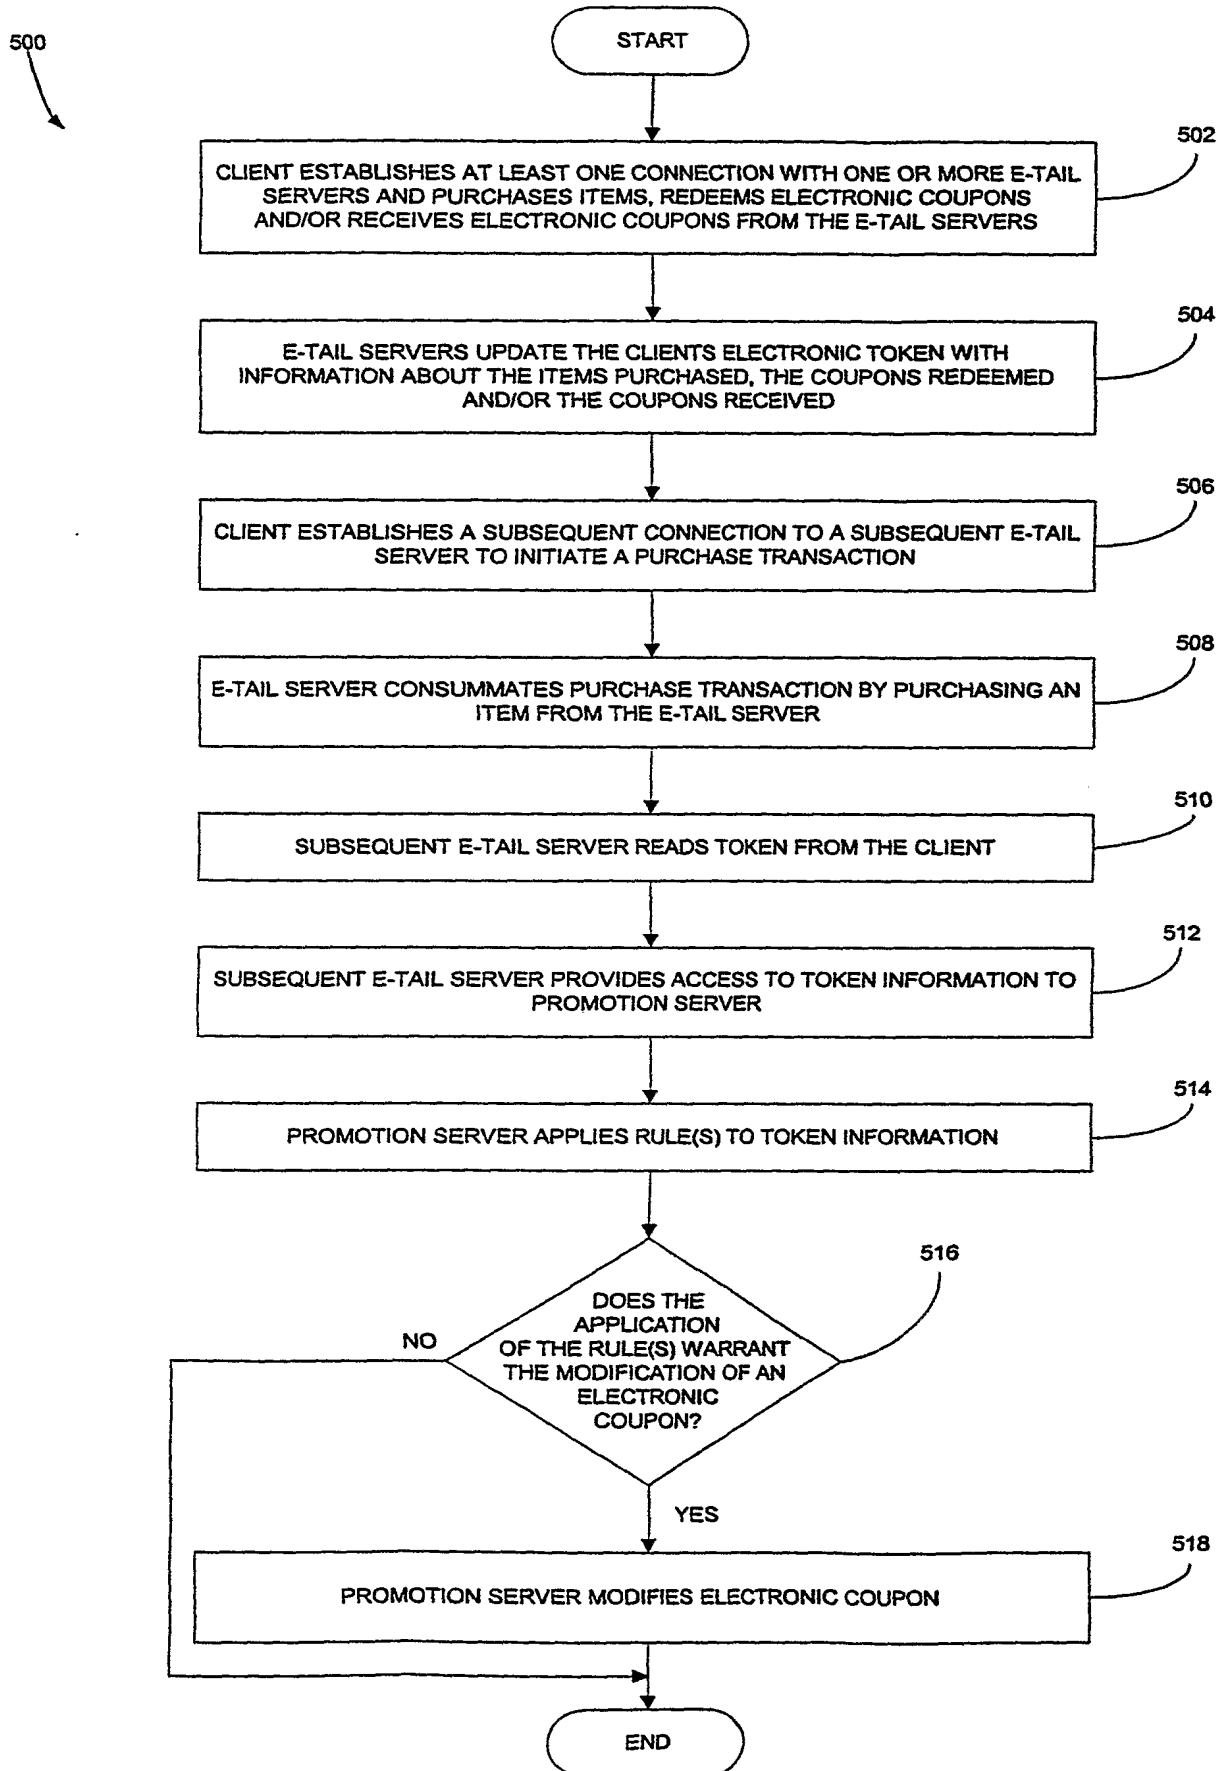 500
START
502
CLIENT ESTABLISHES AT LEAST ONE CONNECTION WITH ONE OR MORE E-TAIL
SERVERS AND PURCHASES ITEMS, REDEEMS ELECTRONIC COUPONS
AND/OR RECEIVES ELECTRONIC COUPONS FROM THE E-TAIL SERVERS
504
E-TAIL SERVERS UPDATE THE CLIENTS ELECTRONIC TOKEN WITH
INFORMATION ABOUT THE ITEMS PURCHASED, THE COUPONS REDEEMED
AND/OR THE COUPONS RECEIVED
506
CLIENT ESTABLISHES A SUBSEQUENT CONNECTION TO A SUBSEQUENT E-TAIL
SERVER TO INITIATE A PURCHASE TRANSACTION
508
E-TAIL SERVER CONSUMMATES PURCHASE TRANSACTION BY PURCHASING AN
ITEM FROM THE E-TAIL SERVER
510
SUBSEQUENT E-TAIL SERVER READS TOKEN FROM THE CLIENT
512
SUBSEQUENT E-TAIL SERVER PROVIDES ACCESS TO TOKEN INFORMATION TO
PROMOTION SERVER
514
PROMOTION SERVER APPLIES RULE(S) TO TOKEN INFORMATION
516
DOES THE
APPLICATION
OF THE RULE(S) WARRANT
THE MODIFICATION OF AN
ELECTRONIC
COUPON?
NO
YES
518
PROMOTION SERVER MODIFIES ELECTRONIC COUPON
END